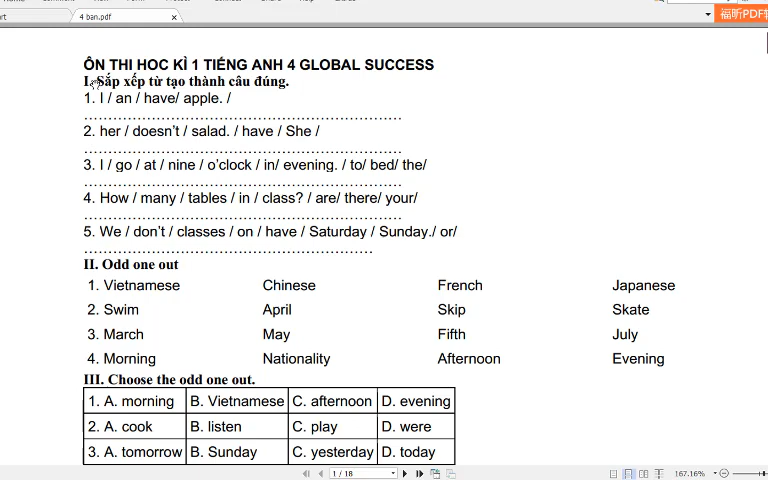 4 ban.pdf
福昕PDF
ÔN THI HOC KÌ 1 TIẾNG ANH 4 GLOBAL SUCCESS
I. Sắp xếp từ tạo thành câu đúng.
1. I / an / have/ apple. /
……………………………………………………………
2. her / doesn’t / salad. / have / She /
……………………………………………………………
3. I / go / at / nine / o’clock / in/ evening. / to/ bed/ the/
……………………………………………………………
4. How / many / tables / in / class? / are/ there/ your/
……………………………………………………………
5. We / don’t / classes / on / have / Saturday / Sunday./ or/
………………………………………………………
II. Odd one out
1. Vietnamese Chinese French Japanese
2. Swim April Skip Skate
3. March May Fifth July
4. Morning Nationality Afternoon Evening
III. Choose the odd one out.
1. A. morning B. Vietnamese C. afternoon D. evening
2. A. cook B. listen C. play D. were
3. A. tomorrow B. Sunday C. yesterday D. today
1 / 18 167.16%